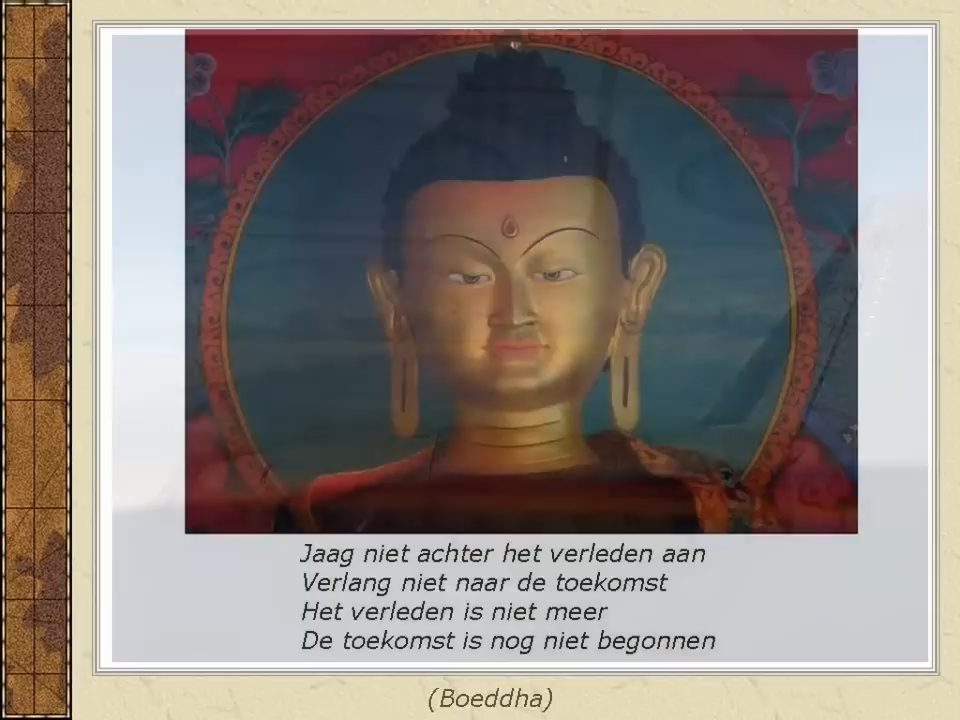 Jaag niet achter het verleden aan
Verlang niet naar de toekomst
Het verleden is niet meer
De toekomst is nog niet begonnen
(Boeddha)